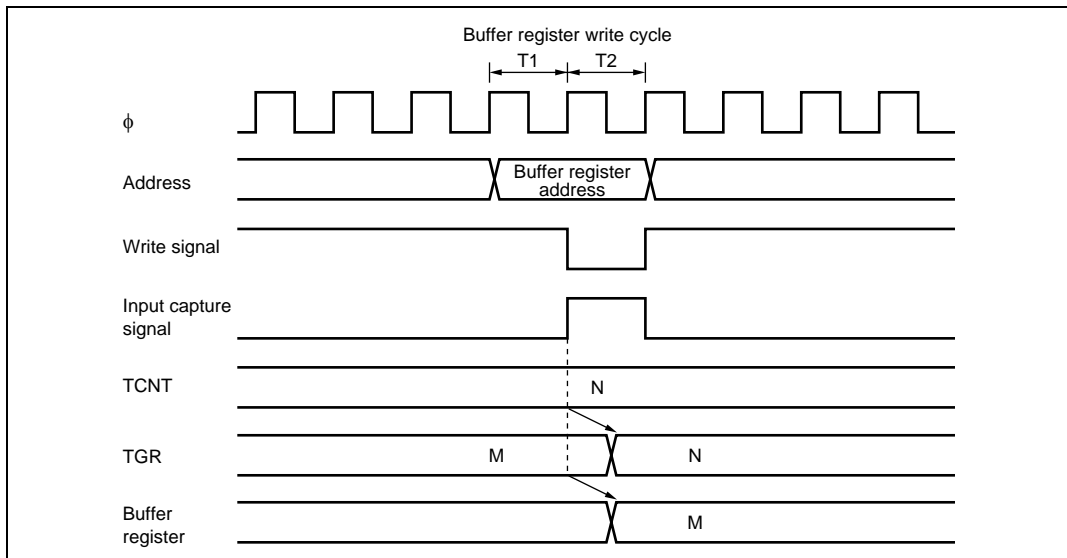 Buffer register write cycle
T1 T2
ϕ
Address
Buffer register
address
Write signal
Input capture
signal
TCNT
N
TGR
M N
Buffer
register
M